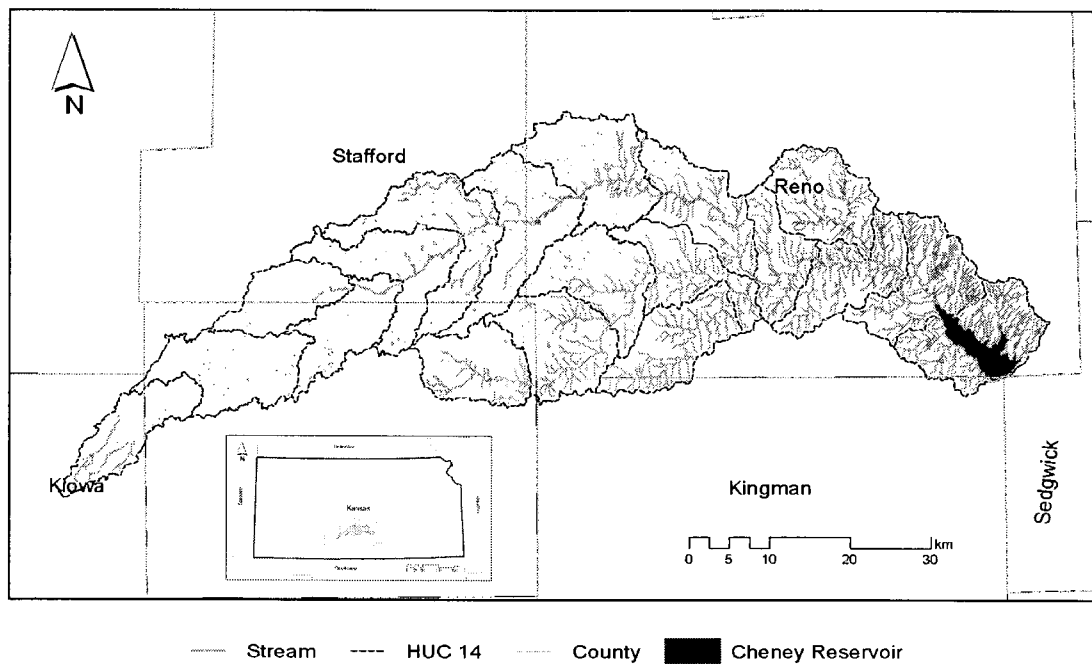 N
Stafford
Reno
Kiowa
Kansas
Kingman
Sedgwick
km
0 5 10 20 30
Stream HUC 14 County Cheney Reservoir